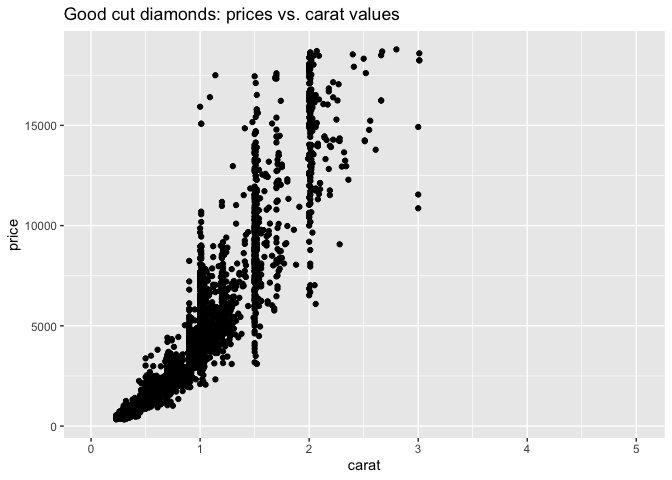 Good cut diamonds: prices vs. carat values
price
15000
10000
5000
0
0 1 2 3 4 5
carat